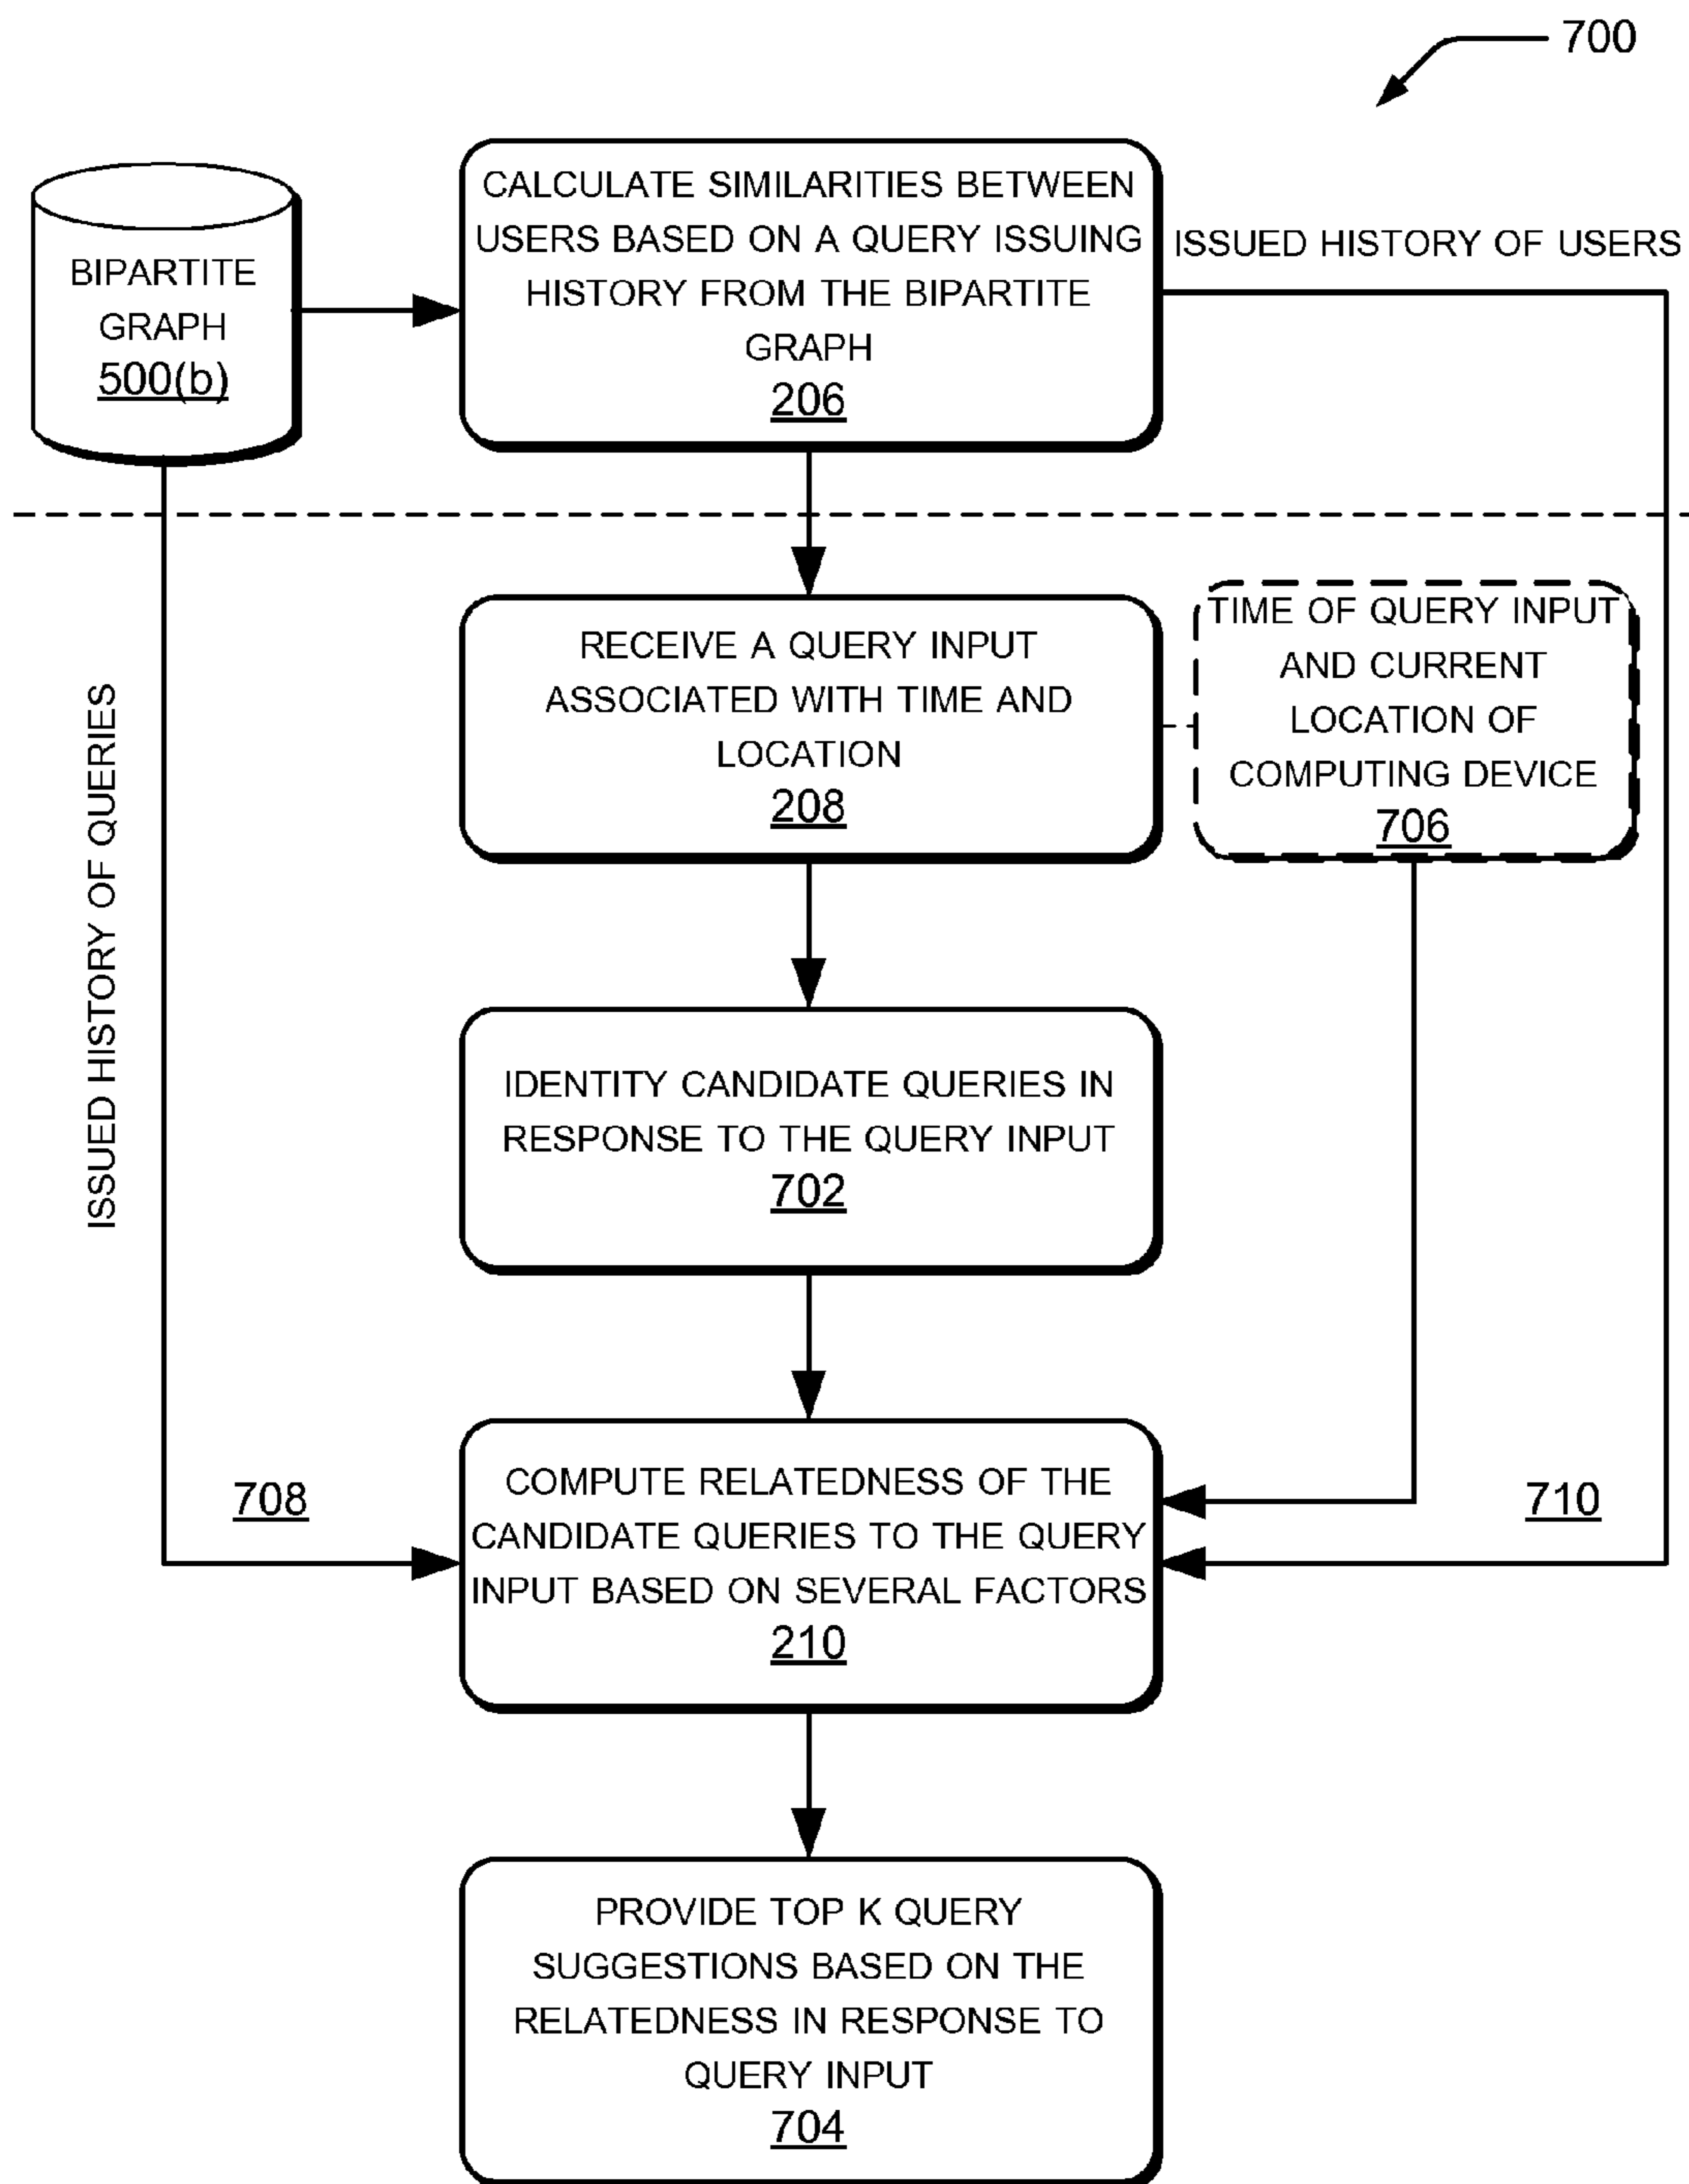 700
BIPARTITE
GRAPH
500(b)
CALCULATE SIMILARITIES BETWEEN
USERS BASED ON A QUERY ISSUING
HISTORY FROM THE BIPARTITE
GRAPH
206
ISSUED HISTORY OF USERS
RECEIVE A QUERY INPUT
ASSOCIATED WITH TIME AND
LOCATION
208
TIME OF QUERY INPUT
AND CURRENT
LOCATION OF
COMPUTING DEVICE
706
ISSUED HISTORY OF QUERIES
IDENTITY CANDIDATE QUERIES IN
RESPONSE TO THE QUERY INPUT
702
708
COMPUTE RELATEDNESS OF THE
CANDIDATE QUERIES TO THE QUERY
INPUT BASED ON SEVERAL FACTORS
210
710
PROVIDE TOP K QUERY
SUGGESTIONS BASED ON THE
RELATEDNESS IN RESPONSE TO
QUERY INPUT
704